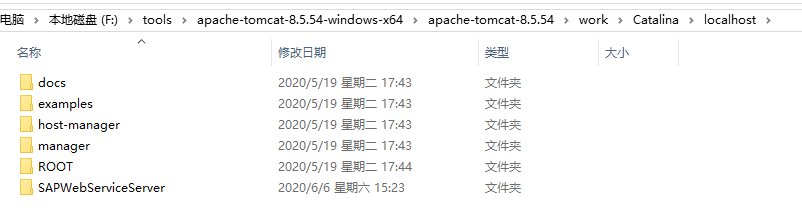 电脑 > 本地磁盘 (F:) > tools > apache-tomcat-8.5.54-windows-x64 > apache-tomcat-8.5.54 > work > Catalina > localhost >
名称 修改日期 类型 大小
docs 2020/5/19 星期二 17:43 文件夹
examples 2020/5/19 星期二 17:43 文件夹
host-manager 2020/5/19 星期二 17:43 文件夹
manager 2020/5/19 星期二 17:43 文件夹
ROOT 2020/5/19 星期二 17:44 文件夹
SAPWebServiceServer 2020/6/6 星期六 15:23 文件夹